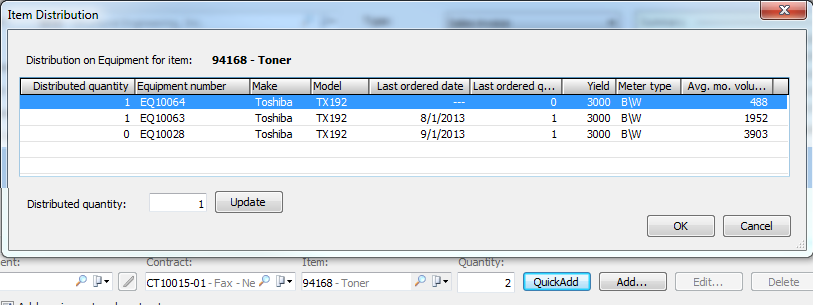 Item Distribution
Distribution on Equipment for item: 94168 - Toner
Distributed quantity Equipment number Make Model Last ordered date Last ordered q... Yield Meter type Avg. mo. volu...
1 EQ10064 Toshiba TX192 --- 0 3000 B\W 488
1 EQ10063 Toshiba TX192 8/1/2013 1 3000 B\W 1952
0 EQ10028 Toshiba TX192 9/1/2013 1 3000 B\W 3903
Distributed quantity: 1 Update
OK Cancel
ent: Contract: Item: Quantity:
CT10015-01 - Fax - Ne 94168 - Toner 2 QuickAdd Add... Edit... Delete